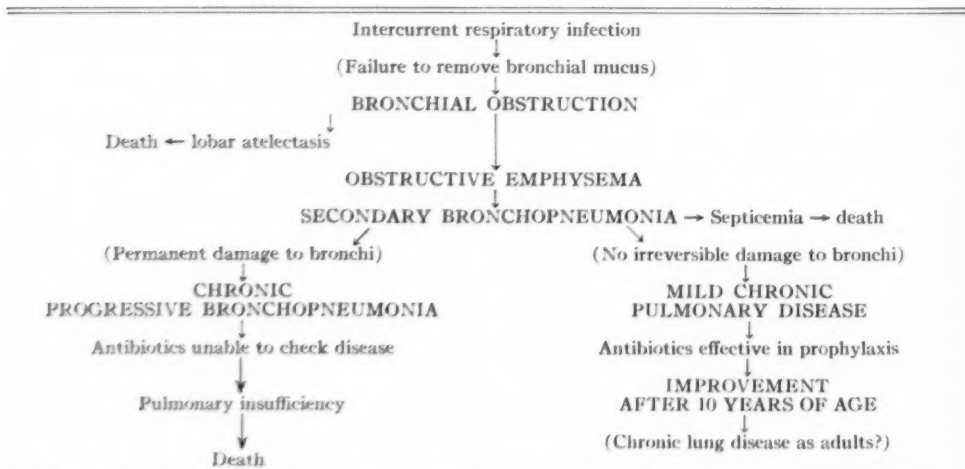 Intercurrent respiratory infection
(Failure to remove bronchial mucus)
BRONCHIAL OBSTRUCTION
Death ← lobar atelectasis
OBSTRUCTIVE EMPHYSEMA
SECONDARY BRONCHOPNEUMONIA → Septicemia → death
(Permanent damage to bronchi) (No irreversible damage to bronchi)
CHRONIC MILD CHRONIC
PROGRESSIVE BRONCHOPNEUMONIA PULMONARY DISEASE
Antibiotics unable to check disease Antibiotics effective in prophylaxis
IMPROVEMENT
Pulmonary insufficiency AFTER 10 YEARS OF AGE
(Chronic lung disease as adults?)
Death